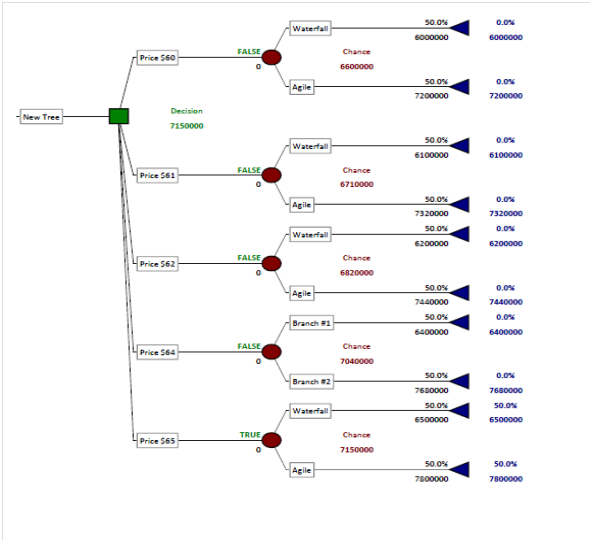 Waterfall 50.0% 0.0%
6000000 6000000
FALSE Chance
Price $60
0 6600000
Agile 50.0% 0.0%
7200000 7200000
New Tree
Decision
7150000
Waterfall 50.0% 0.0%
6100000 6100000
FALSE Chance
Price $61
0 6710000
Agile 50.0% 0.0%
7320000 7320000
Waterfall 50.0% 0.0%
6200000 6200000
FALSE Chance
Price $62
0 6820000
Agile 50.0% 0.0%
7440000 7440000
Branch #1 50.0% 0.0%
6400000 6400000
FALSE Chance
Price $64
0 7040000
Branch #2 50.0% 0.0%
7680000 7680000
Waterfall 50.0% 50.0%
6500000 6500000
TRUE Chance
Price $65
0 7150000
Agile 50.0% 50.0%
7800000 7800000